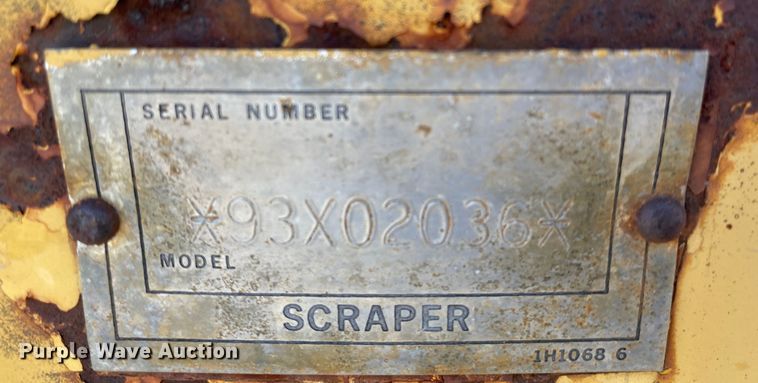 SERIAL NUMBER
*93X02036*
MODEL
SCRAPER
1H1068 6
Purple Wave Auction